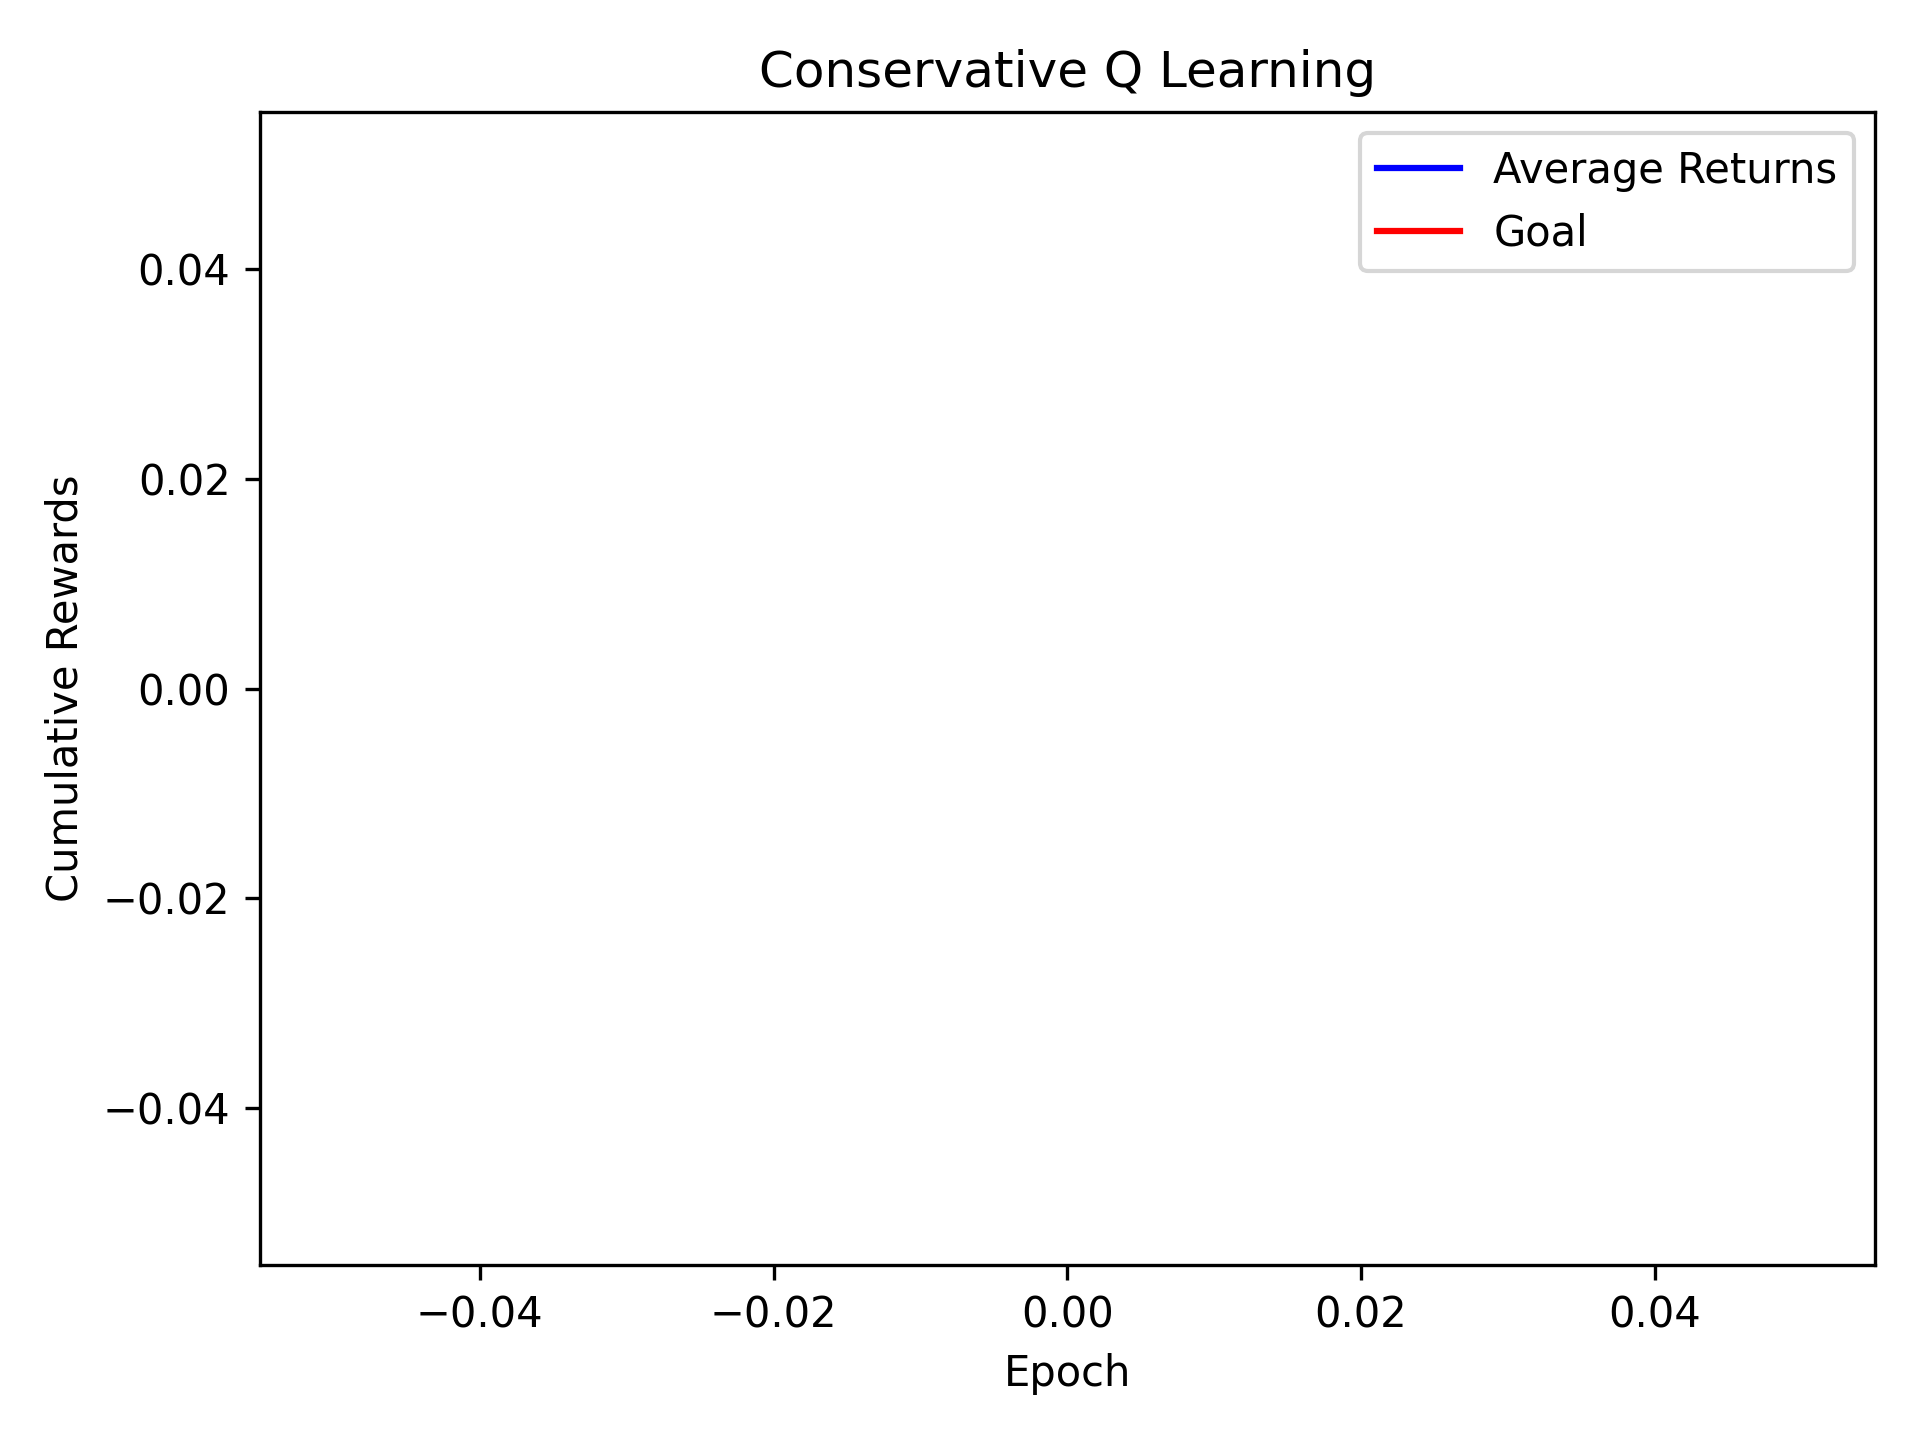 Conservative Q Learning
Average Returns
Goal
Cumulative Rewards
0.04
0.02
0.00
−0.02
−0.04
−0.04
−0.02
0.00
0.02
0.04
Epoch